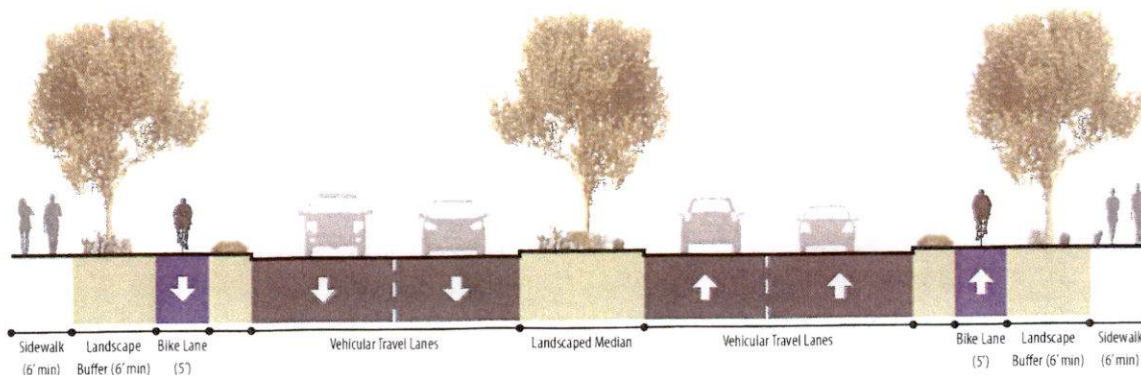 Sidewalk
(6' min)
Landscape
Buffer (6' min)
Bike Lane
(5')
Vehicular Travel Lanes
Landscaped Median
Vehicular Travel Lanes
Bike Lane
(5')
Landscape
Buffer (6' min)
Sidewalk
(6' min)